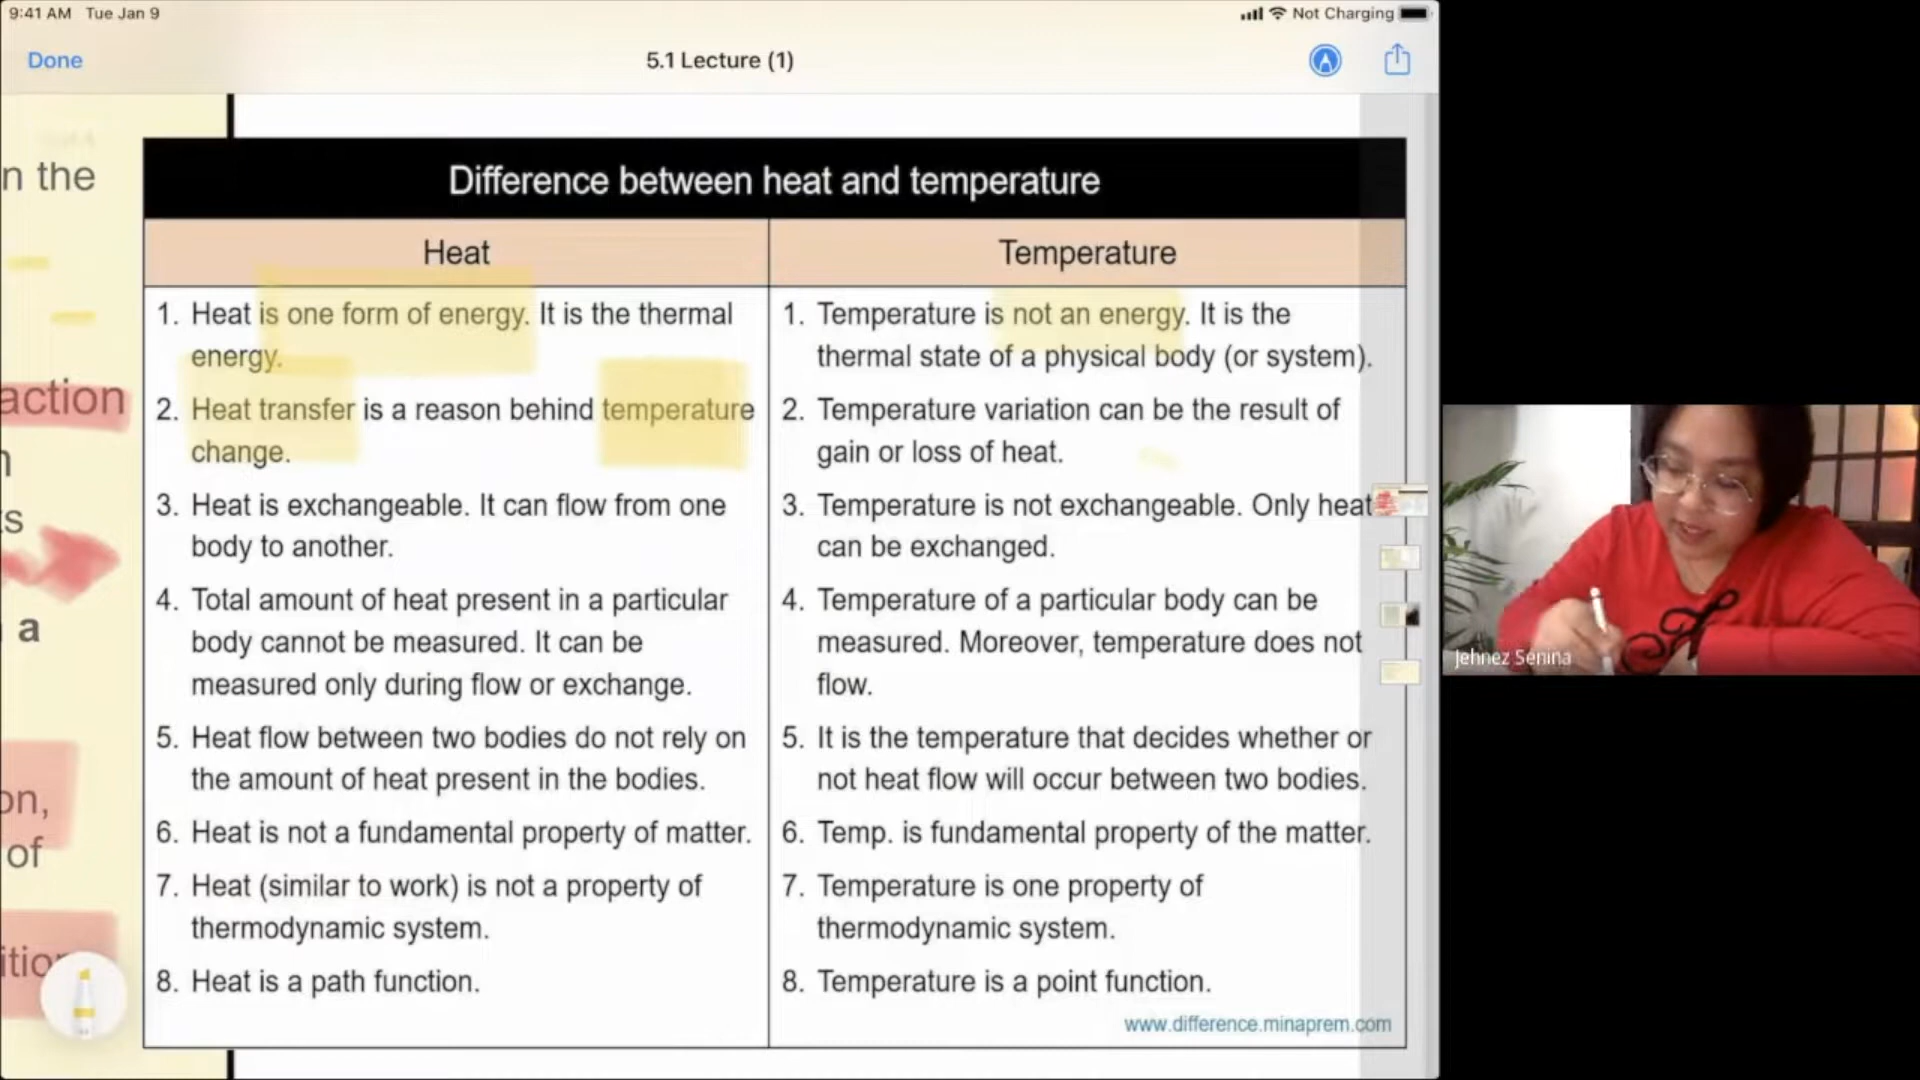 9:41 AM Tue Jan 9
Not Charging
Done
5.1 Lecture (1)
n the
action
a
on,
of
Difference between heat and temperature
Heat
1. Heat is one form of energy. It is the thermal
energy.
2. Heat transfer is a reason behind temperature
change.
3. Heat is exchangeable. It can flow from one
body to another.
4. Total amount of heat present in a particular
body cannot be measured. It can be
measured only during flow or exchange.
5. Heat flow between two bodies do not rely on
the amount of heat present in the bodies.
6. Heat is not a fundamental property of matter.
7. Heat (similar to work) is not a property of
thermodynamic system.
8. Heat is a path function.
Temperature
1. Temperature is not an energy. It is the
thermal state of a physical body (or system).
2. Temperature variation can be the result of
gain or loss of heat.
3. Temperature is not exchangeable. Only heat
can be exchanged.
4. Temperature of a particular body can be
measured. Moreover, temperature does not
flow.
5. It is the temperature that decides whether or
not heat flow will occur between two bodies.
6. Temp. is fundamental property of the matter.
7. Temperature is one property of
thermodynamic system.
8. Temperature is a point function.
www.difference.minaprem.com
Jehnez Senina